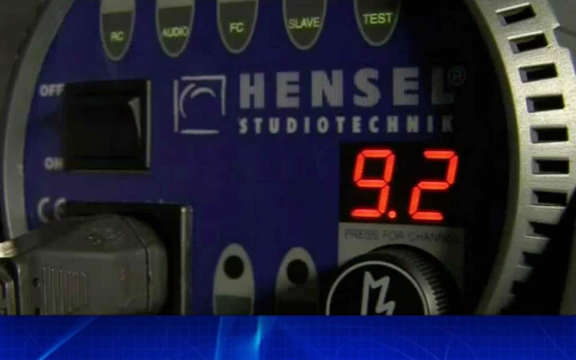 RC AUDIO FC SLAVE TEST
OFF
HENSEL®
STUDIOTECHNIK
ON
9.2
CE
PRESS FOR CHANNEL